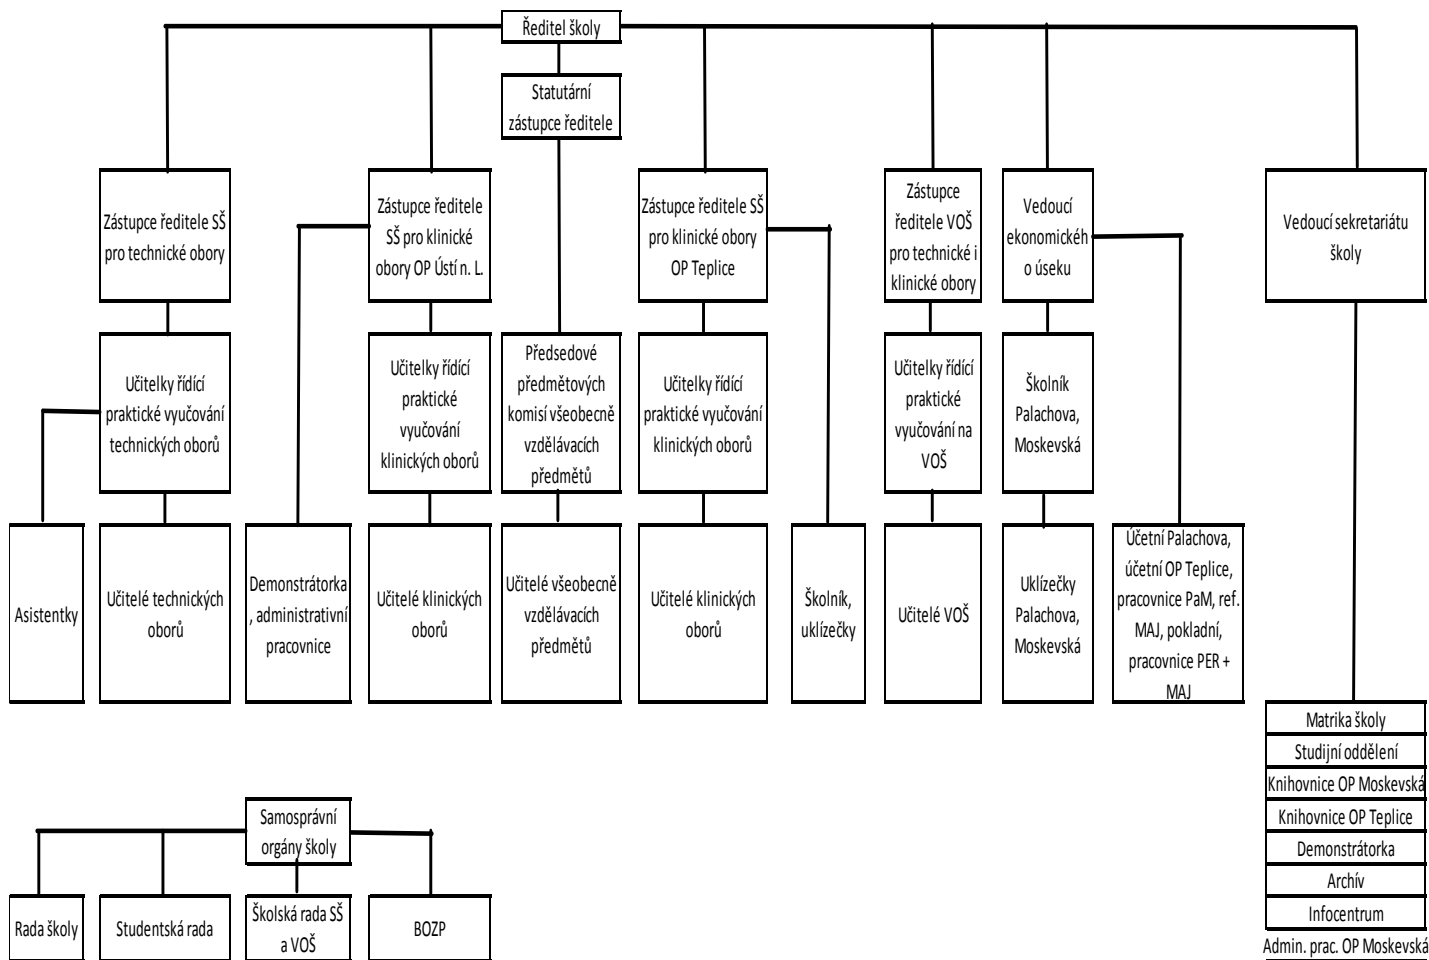 Ředitel školy
Statutární
zástupce ředitele
Zástupce ředitele SŠ
pro technické obory
Zástupce ředitele
SŠ pro klinické
obory OP Ústí n. L.
Zástupce ředitele SŠ
pro klinické obory
OP Teplice
Zástupce
ředitele VOŠ
pro technické i
klinické obory
Vedoucí
ekonomickéh
o úseku
Vedoucí sekretariátu
školy
Učitelky řídící
praktické vyučování
technických oborů
Učitelky řídící
praktické
vyučování
klinických oborů
Předsedové
předmětových
komisí všeobecně
vzdělávacích
předmětů
Učitelky řídící
praktické vyučování
klinických oborů
Učitelky řídící
praktické
vyučování na
VOŠ
Školník
Palachova,
Moskevská
Asistentky
Učitelé technických
oborů
Demonstrátorka
, administrativní
pracovnice
Učitelé klinických
oborů
Učitelé všeobecně
vzdělávacích
předmětů
Učitelé klinických
oborů
Školník,
uklízečky
Učitelé VOŠ
Uklízečky
Palachova,
Moskevská
Účetní Palachova,
účetní OP Teplice,
pracovnice PaM, ref.
MAJ, pokladní,
pracovnice PER +
MAJ
Matrika školy
Studijní oddělení
Knihovnice OP Moskevská
Knihovnice OP Teplice
Demonstrátorka
Archív
Infocentrum
Admin. prac. OP Moskevská
Samosprávní
orgány školy
Rada školy
Studentská rada
Školská rada SŠ
a VOŠ
BOZP